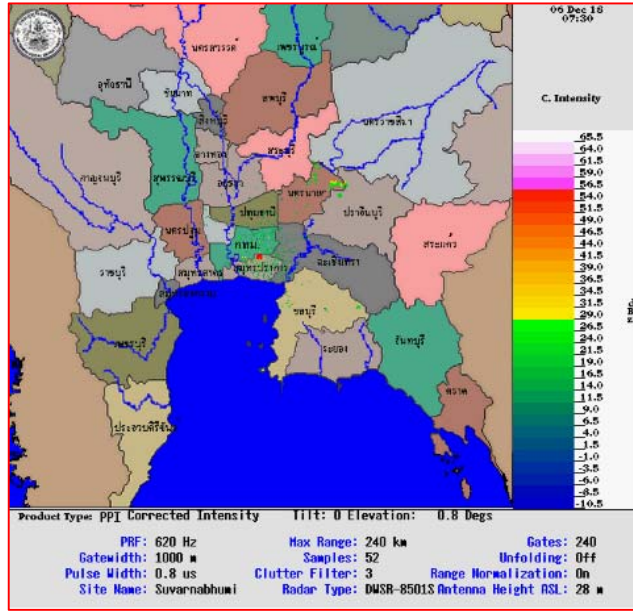 06 Dec 16
07:30
C. Intensity
นครสวรรค์
เพชรบูรณ์
อุทัยธานี
ชัยนาท
ลพบุรี
สิงห์บุรี
นครราชสีมา
อ่างทอง
สระบุรี
กาญจนบุรี
สุพรรณบุรี
อยุธยา
นครนายก
ปราจีนบุรี
ปทุมธานี
นครปฐม
สระแก้ว
กทม.
ฉะเชิงเทรา
ราชบุรี
สมุทรสาคร
สมุทรปราการ
ชลบุรี
เพชรบุรี
ระยอง
จันทบุรี
ตราด
ประจวบคีรีขันธ์
65.5
64.0
61.5
59.0
56.5
54.0
51.5
49.0
46.5
44.0
41.5
39.0
36.5
34.0
31.5
29.0
26.5
24.0
21.5
19.0
16.5
14.0
11.5
9.0
6.5
4.0
1.5
-1.0
-3.5
-6.0
-8.5
-10.5
Product Type: PPI Corrected Intensity Tilt: 0 Elevation: 0.8 Degs
PRF: 620 Hz Max Range: 240 km Gates: 240
Gatewidth: 1000 m Samples: 52 Unfolding: Off
Pulse Width: 0.8 us Clutter Filter: 3 Range Normalization: On
Site Name: Suvarnabhumi Radar Type: DWSR-8501S Antenna Height ASL: 28 m